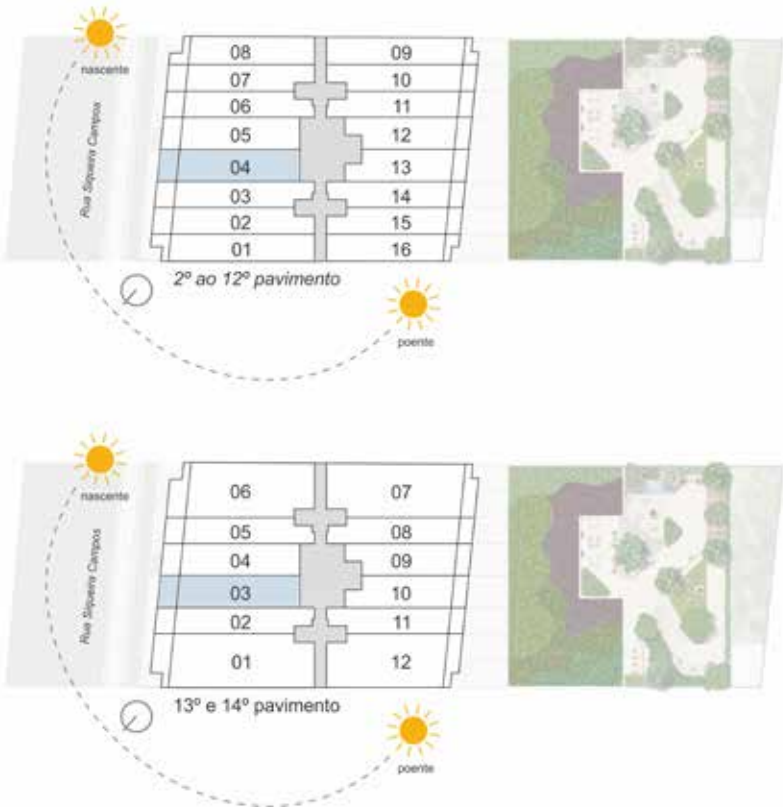 08 09
nascente
07 10
06 11
Rua Siqueira Campos
05 12
04 13
03 14
02 15
01 16
2º ao 12º pavimento
poente
06 07
nascente
05 08
Rua Siqueira Campos
04 09
03 10
02 11
01 12
13º e 14º pavimento
poente